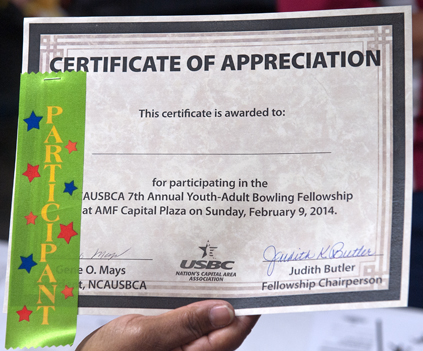 CERTIFICATE OF APPRECIATION
This certificate is awarded to:
PARTICIPANT
for participating in the
NCAUSBCA 7th Annual Youth-Adult Bowling Fellowship
at AMF Capital Plaza on Sunday, February 9, 2014.
Mays
Judith K. Butler
O. Mays
NCAUSBCA
USBC
NATION'S CAPITAL AREA
ASSOCIATION
Judith Butler
Fellowship Chairperson